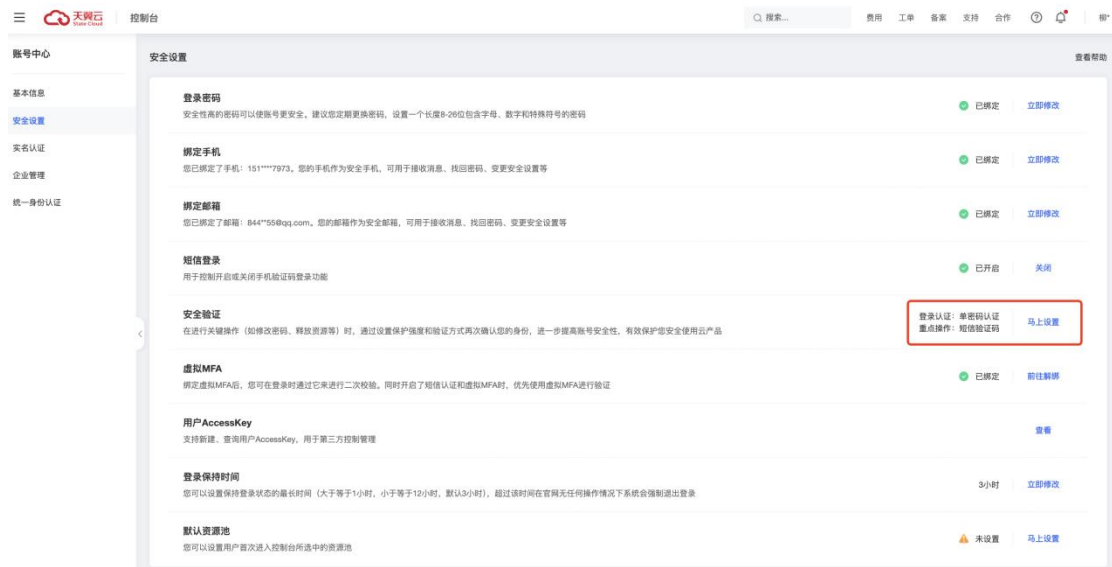 天翼云
State Cloud
控制台
搜索...
费用
工单
备案
支持
合作
柳*
账号中心
基本信息
安全设置
实名认证
企业管理
统一身份认证
安全设置
查看帮助
登录密码
安全性高的密码可以使账号更安全。建议您定期更换密码，设置一个长度8-26位包含字母、数字和特殊符号的密码
已绑定
立即修改
绑定手机
您已绑定了手机：151****7973。您的手机作为安全手机，可用于接收消息、找回密码、变更安全设置等
已绑定
立即修改
绑定邮箱
您已绑定了邮箱：844**55@qq.com。您的邮箱作为安全邮箱，可用于接收消息、找回密码、变更安全设置等
已绑定
立即修改
短信登录
用于控制开启或关闭手机验证码登录功能
已开启
关闭
安全验证
在进行关键操作（如修改密码、释放资源等）时，通过设置保护强度和验证方式再次确认您的身份，进一步提高账号安全性，有效保护您安全使用云产品
登录认证：单密码认证
重点操作：短信验证码
马上设置
虚拟MFA
绑定虚拟MFA后，您可在登录时通过它来进行二次校验。同时开启了短信认证和虚拟MFA时，优先使用虚拟MFA进行验证
已绑定
前往解绑
用户AccessKey
支持新建、查询用户AccessKey，用于第三方控制管理
查看
登录保持时间
您可以设置保持登录状态的最长时间（大于等于1小时，小于等于12小时，默认3小时），超过该时间在官网无任何操作情况下系统会强制退出登录
3小时
立即修改
默认资源池
您可以设置用户首次进入控制台所选中的资源池
未设置
马上设置